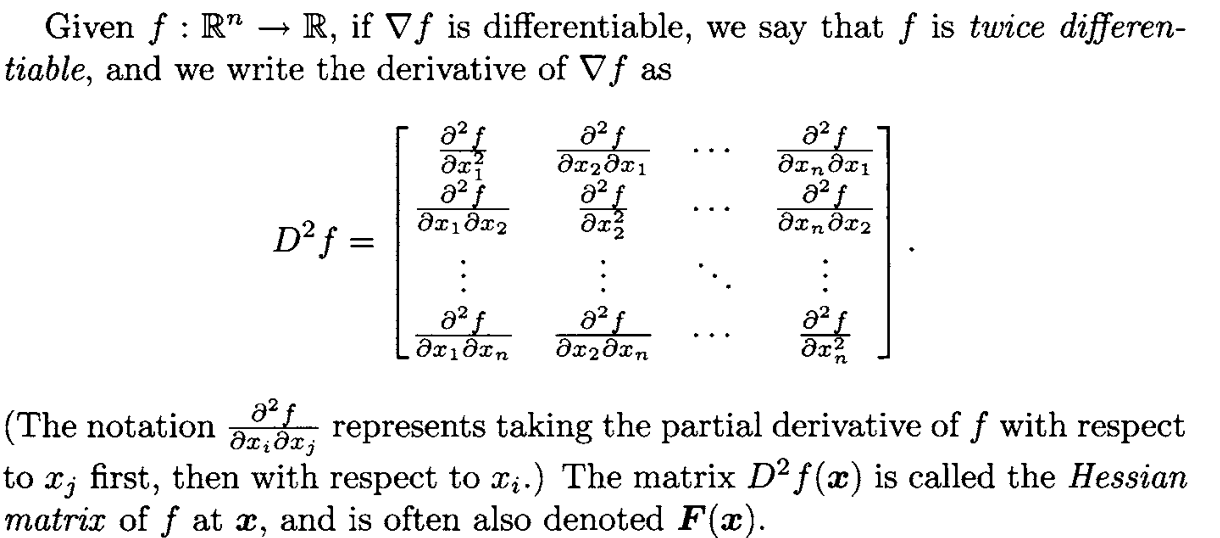 Given $f : \mathbb{R}^n \to \mathbb{R}$, if $\nabla f$ is differentiable, we say that $f$ is twice differen-
tiable, and we write the derivative of $\nabla f$ as
$$D^2 f = \begin{bmatrix} \frac{\partial^2 f}{\partial x_1^2} & \frac{\partial^2 f}{\partial x_2 \partial x_1} & \cdots & \frac{\partial^2 f}{\partial x_n \partial x_1} \\ \frac{\partial^2 f}{\partial x_1 \partial x_2} & \frac{\partial^2 f}{\partial x_2^2} & \cdots & \frac{\partial^2 f}{\partial x_n \partial x_2} \\ \vdots & \vdots & \ddots & \vdots \\ \frac{\partial^2 f}{\partial x_1 \partial x_n} & \frac{\partial^2 f}{\partial x_2 \partial x_n} & \cdots & \frac{\partial^2 f}{\partial x_n^2} \end{bmatrix}.$$
(The notation $\frac{\partial^2 f}{\partial x_i \partial x_j}$ represents taking the partial derivative of $f$ with respect
to $x_j$ first, then with respect to $x_i$.) The matrix $D^2 f(\boldsymbol{x})$ is called the Hessian
matrix of $f$ at $\boldsymbol{x}$, and is often also denoted $\boldsymbol{F}(\boldsymbol{x})$.